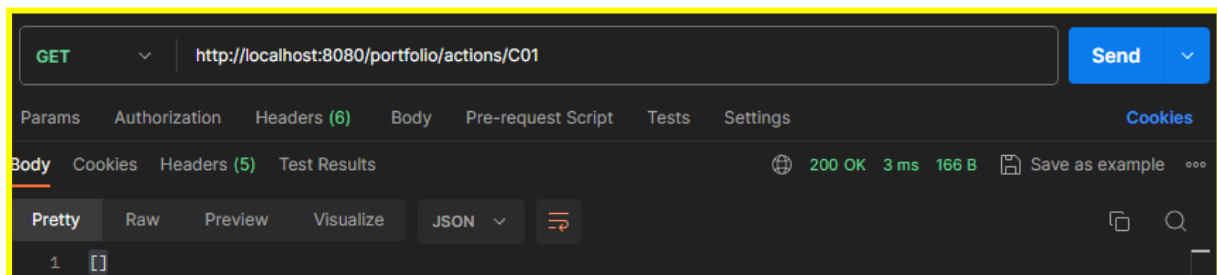 GET http://localhost:8080/portfolio/actions/C01 Send
Params Authorization Headers (6) Body Pre-request Script Tests Settings Cookies
Body Cookies Headers (5) Test Results 200 OK 3 ms 166 B Save as example
Pretty Raw Preview Visualize JSON
1 []